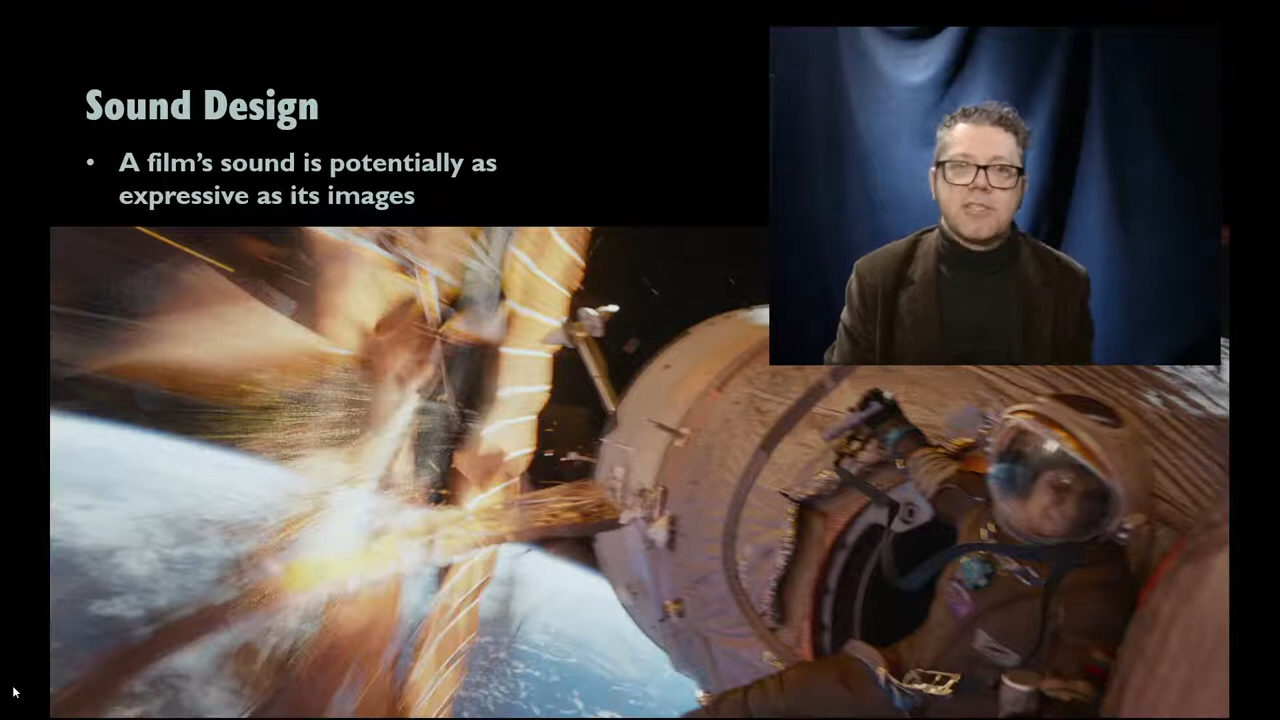 Sound Design
• A film's sound is potentially as
expressive as its images